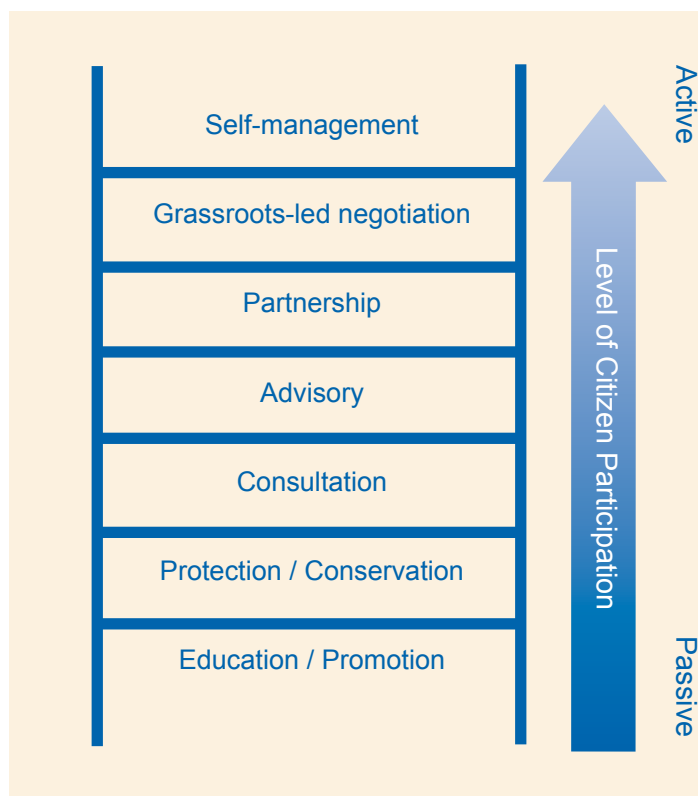 Self-management
Grassroots-led negotiation
Partnership
Advisory
Consultation
Protection / Conservation
Education / Promotion
Level of Citizen Participation
Active
Passive